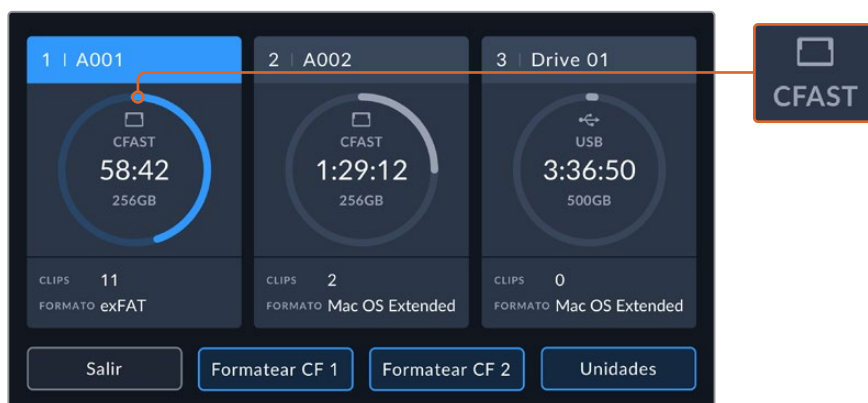 1 | A001
CFAST
58:42
256GB
CLIPS 11
FORMATO exFAT
2 | A002
CFAST
1:29:12
256GB
CLIPS 2
FORMATO Mac OS Extended
3 | Drive 01
USB
3:36:50
500GB
CLIPS 0
FORMATO Mac OS Extended
Salir
Formatear CF 1
Formatear CF 2
Unidades
CFAST